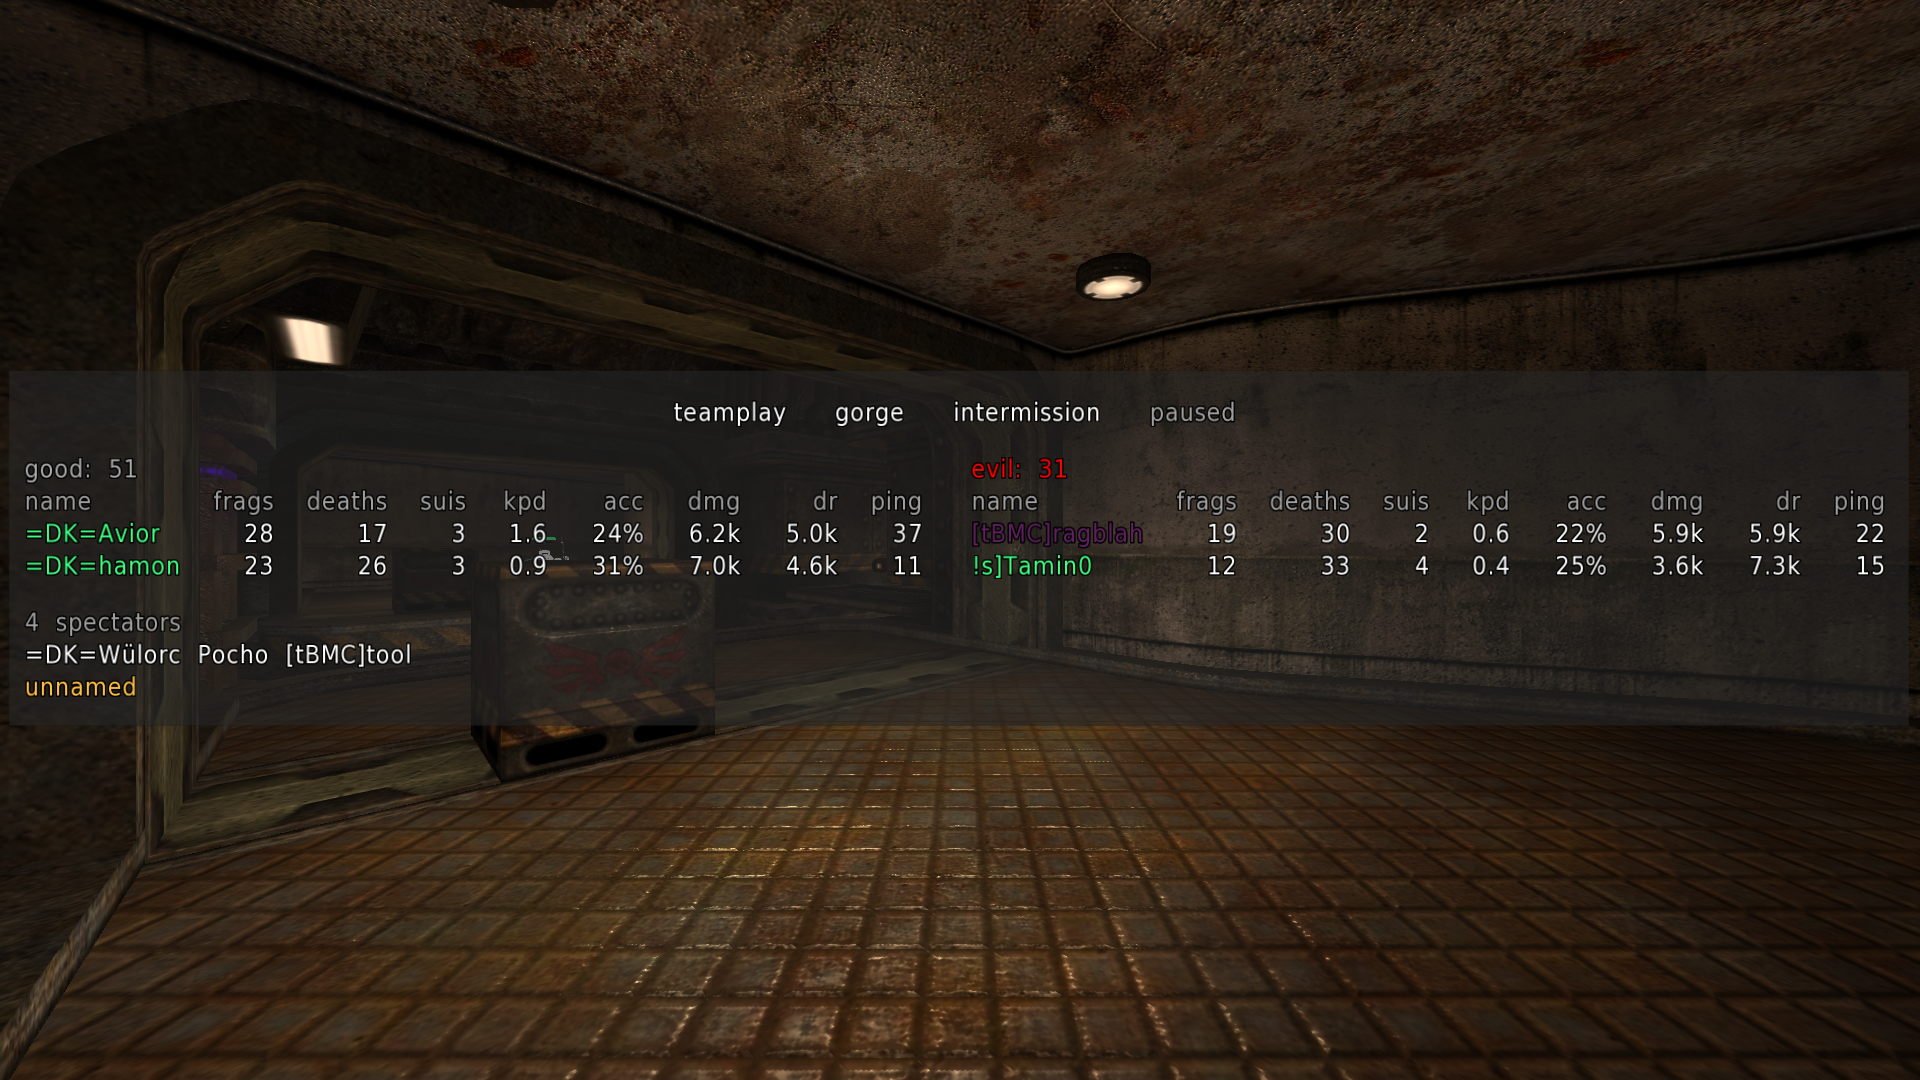 teamplay gorge intermission paused
good: 51
name frags deaths suis kpd acc dmg dr ping
=DK=Avior 28 17 3 1.6 24% 6.2k 5.0k 37
=DK=hamon 23 26 3 0.9 31% 7.0k 4.6k 11
evil: 31
name frags deaths suis kpd acc dmg dr ping
[tBMC]ragblah 19 30 2 0.6 22% 5.9k 5.9k 22
!s]Tamin0 12 33 4 0.4 25% 3.6k 7.3k 15
4 spectators
=DK=Wülorc Pocho [tBMC]tool
unnamed